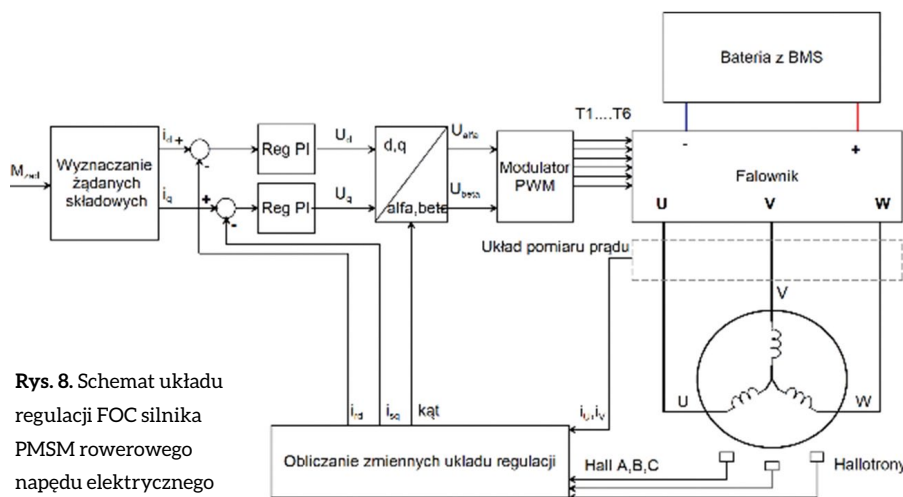 Bateria z BMS
T1....T6
M_zad
Wyznaczanie
żądanych
składowych
i_d
+
-
i_q
+
-
Reg PI
Reg PI
U_d
U_q
d,q
alfa,beta
U_alfa
U_beta
Modulator
PWM
-
+
Falownik
U
V
W
Układ pomiaru prądu
V
U
W
i_rd
i_sq
kąt
i_U,i_V
Obliczanie zmiennych układu regulacji
Hall A,B,C
Hallotrony
Rys. 8. Schemat układu
regulacji FOC silnika
PMSM rowerowego
napędu elektrycznego